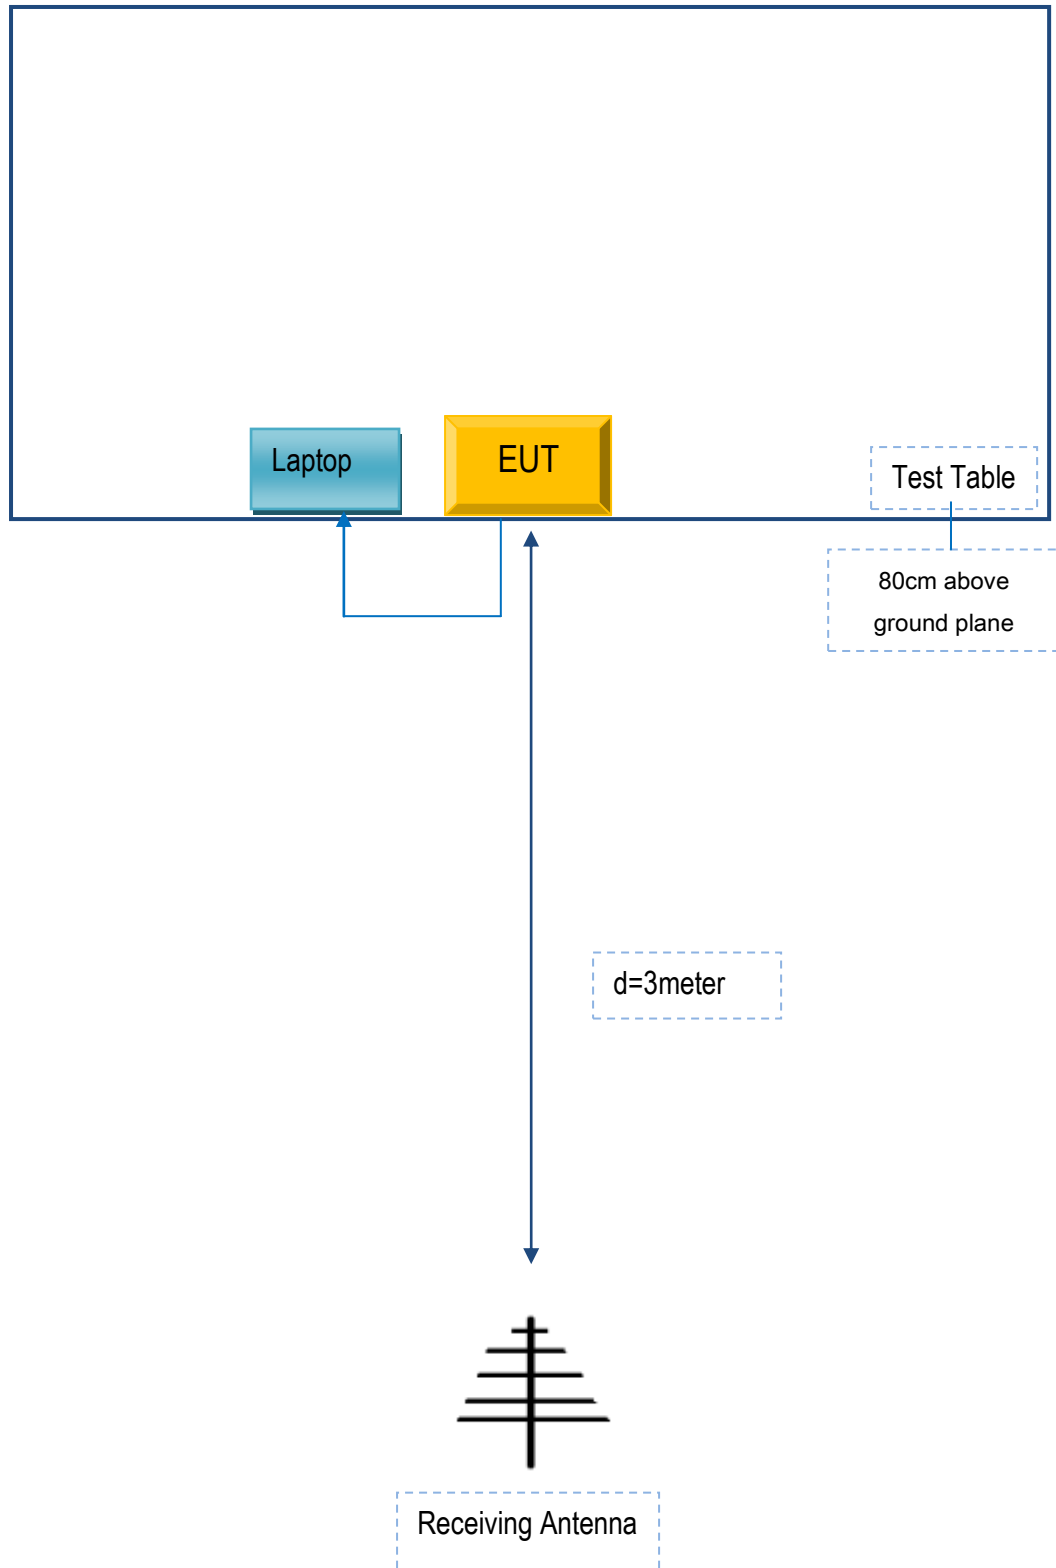 Laptop
EUT
Test Table
80cm above
ground plane
d=3meter
Receiving Antenna